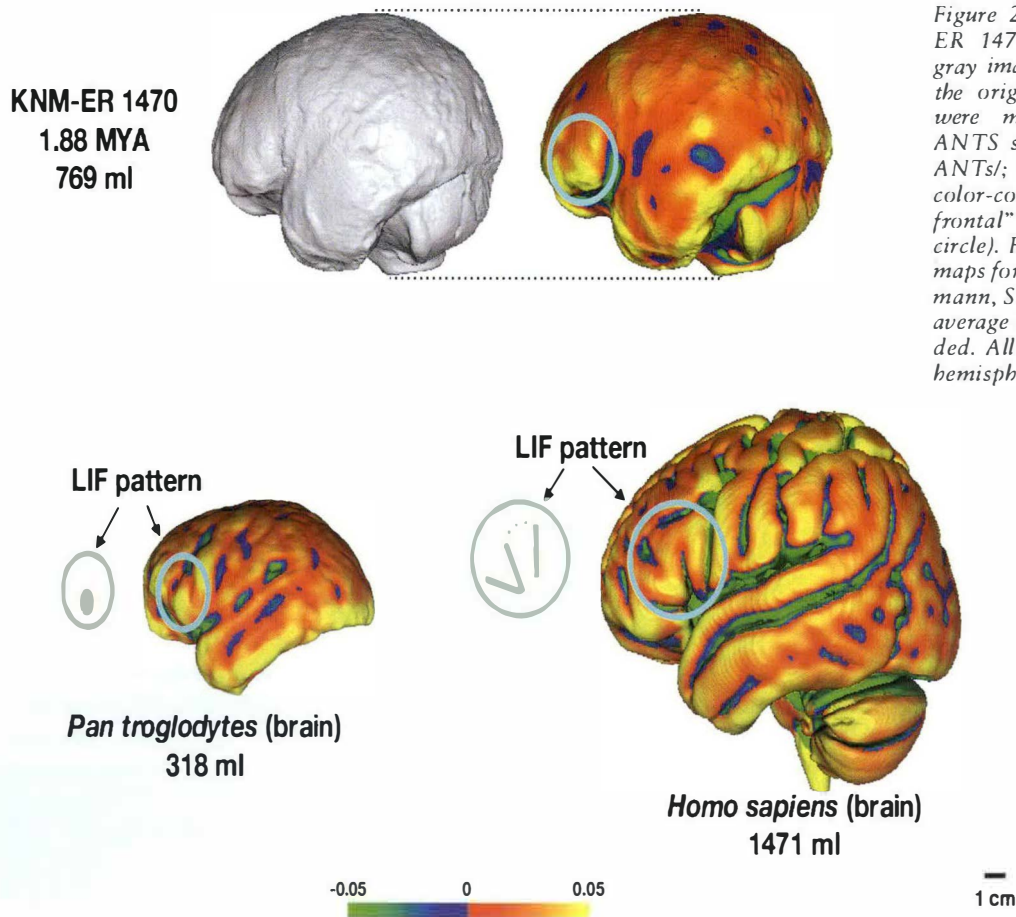 KNM-ER 1470
1.88 MYA
769 ml
Figure 2
ER 147
gray ima
the orig
were m
ANTS s
ANTs/;
color-co
frontal"
circle). F
maps for
mann, S
average
ded. All
hemisph
LIF pattern
LIF pattern
Pan troglodytes (brain)
318 ml
Homo sapiens (brain)
1471 ml
-0.05 0 0.05
1 cm